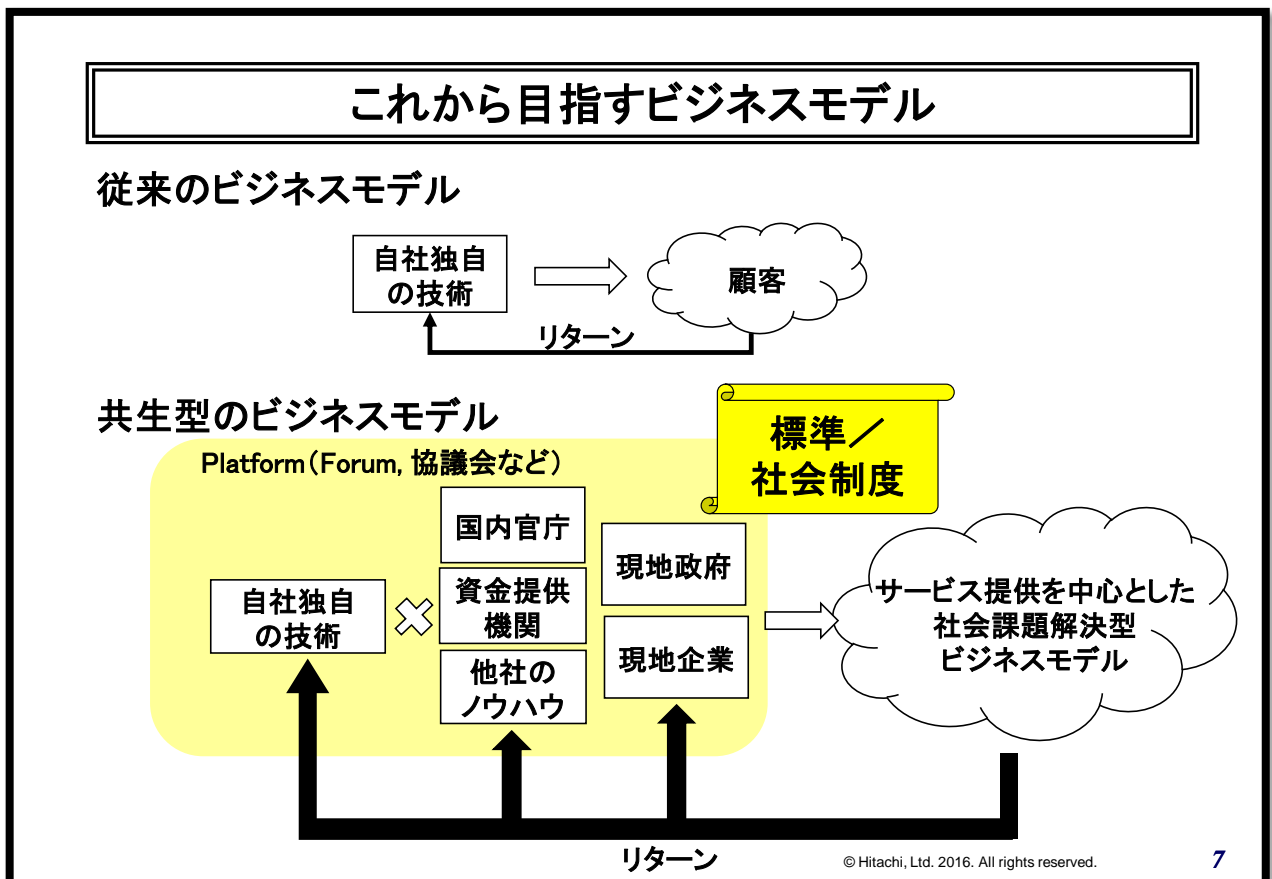 これから目指すビジネスモデル
従来のビジネスモデル
自社独自
の技術
顧客
リターン
共生型のビジネスモデル
標準／
社会制度
Platform（Forum, 協議会など）
国内官庁
現地政府
自社独自
の技術
資金提供
機関
サービス提供を中心とした
社会課題解決型
ビジネスモデル
他社の
ノウハウ
現地企業
リターン
© Hitachi, Ltd. 2016. All rights reserved.
7